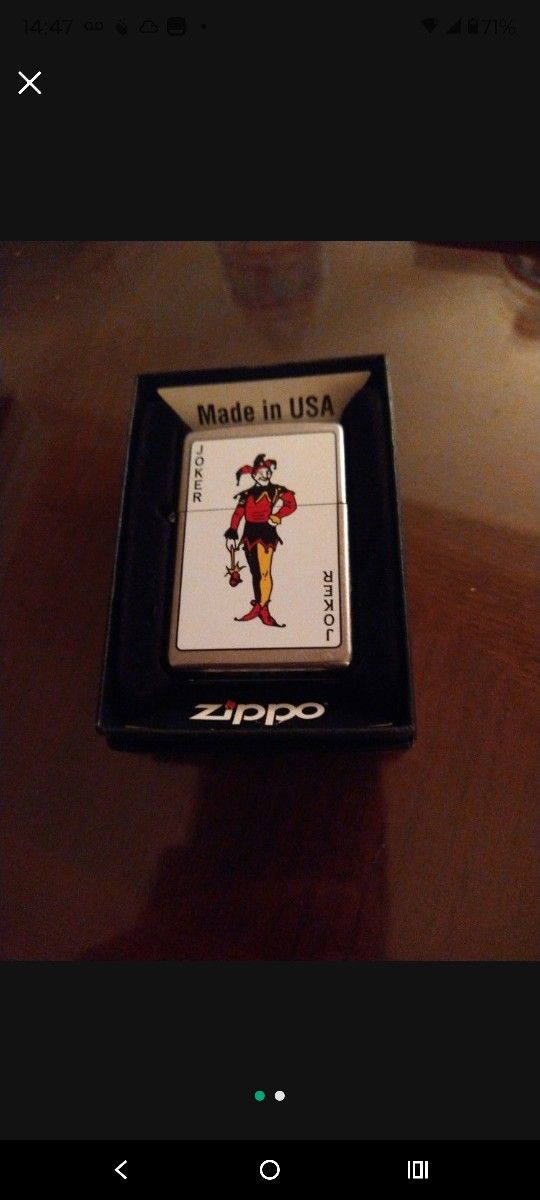 14:47
71%
Made in USA
JOKER
JOKER
zippo